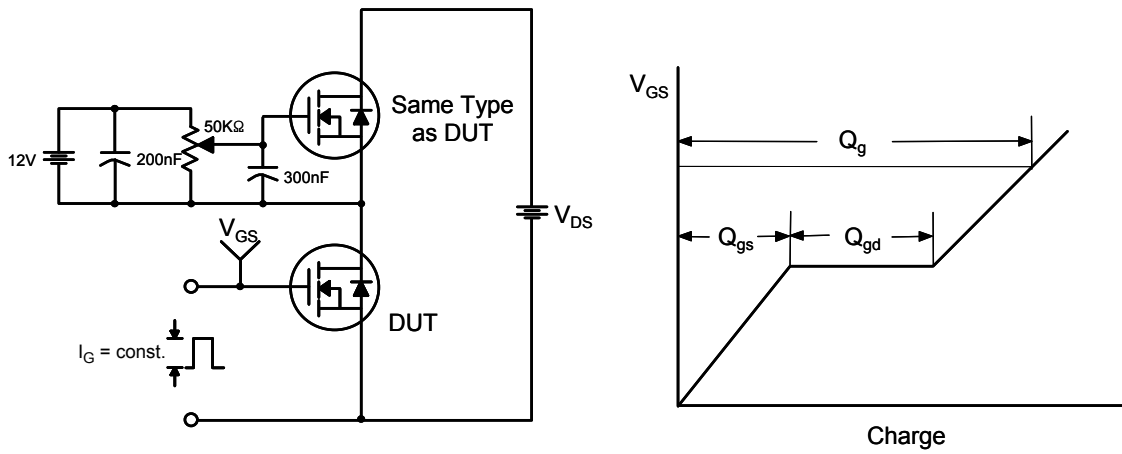 12V
200nF
50KΩ
300nF
Same Type
as DUT
V_DS
V_GS
DUT
I_G = const.
V_GS
Q_g
Q_gs
Q_gd
Charge